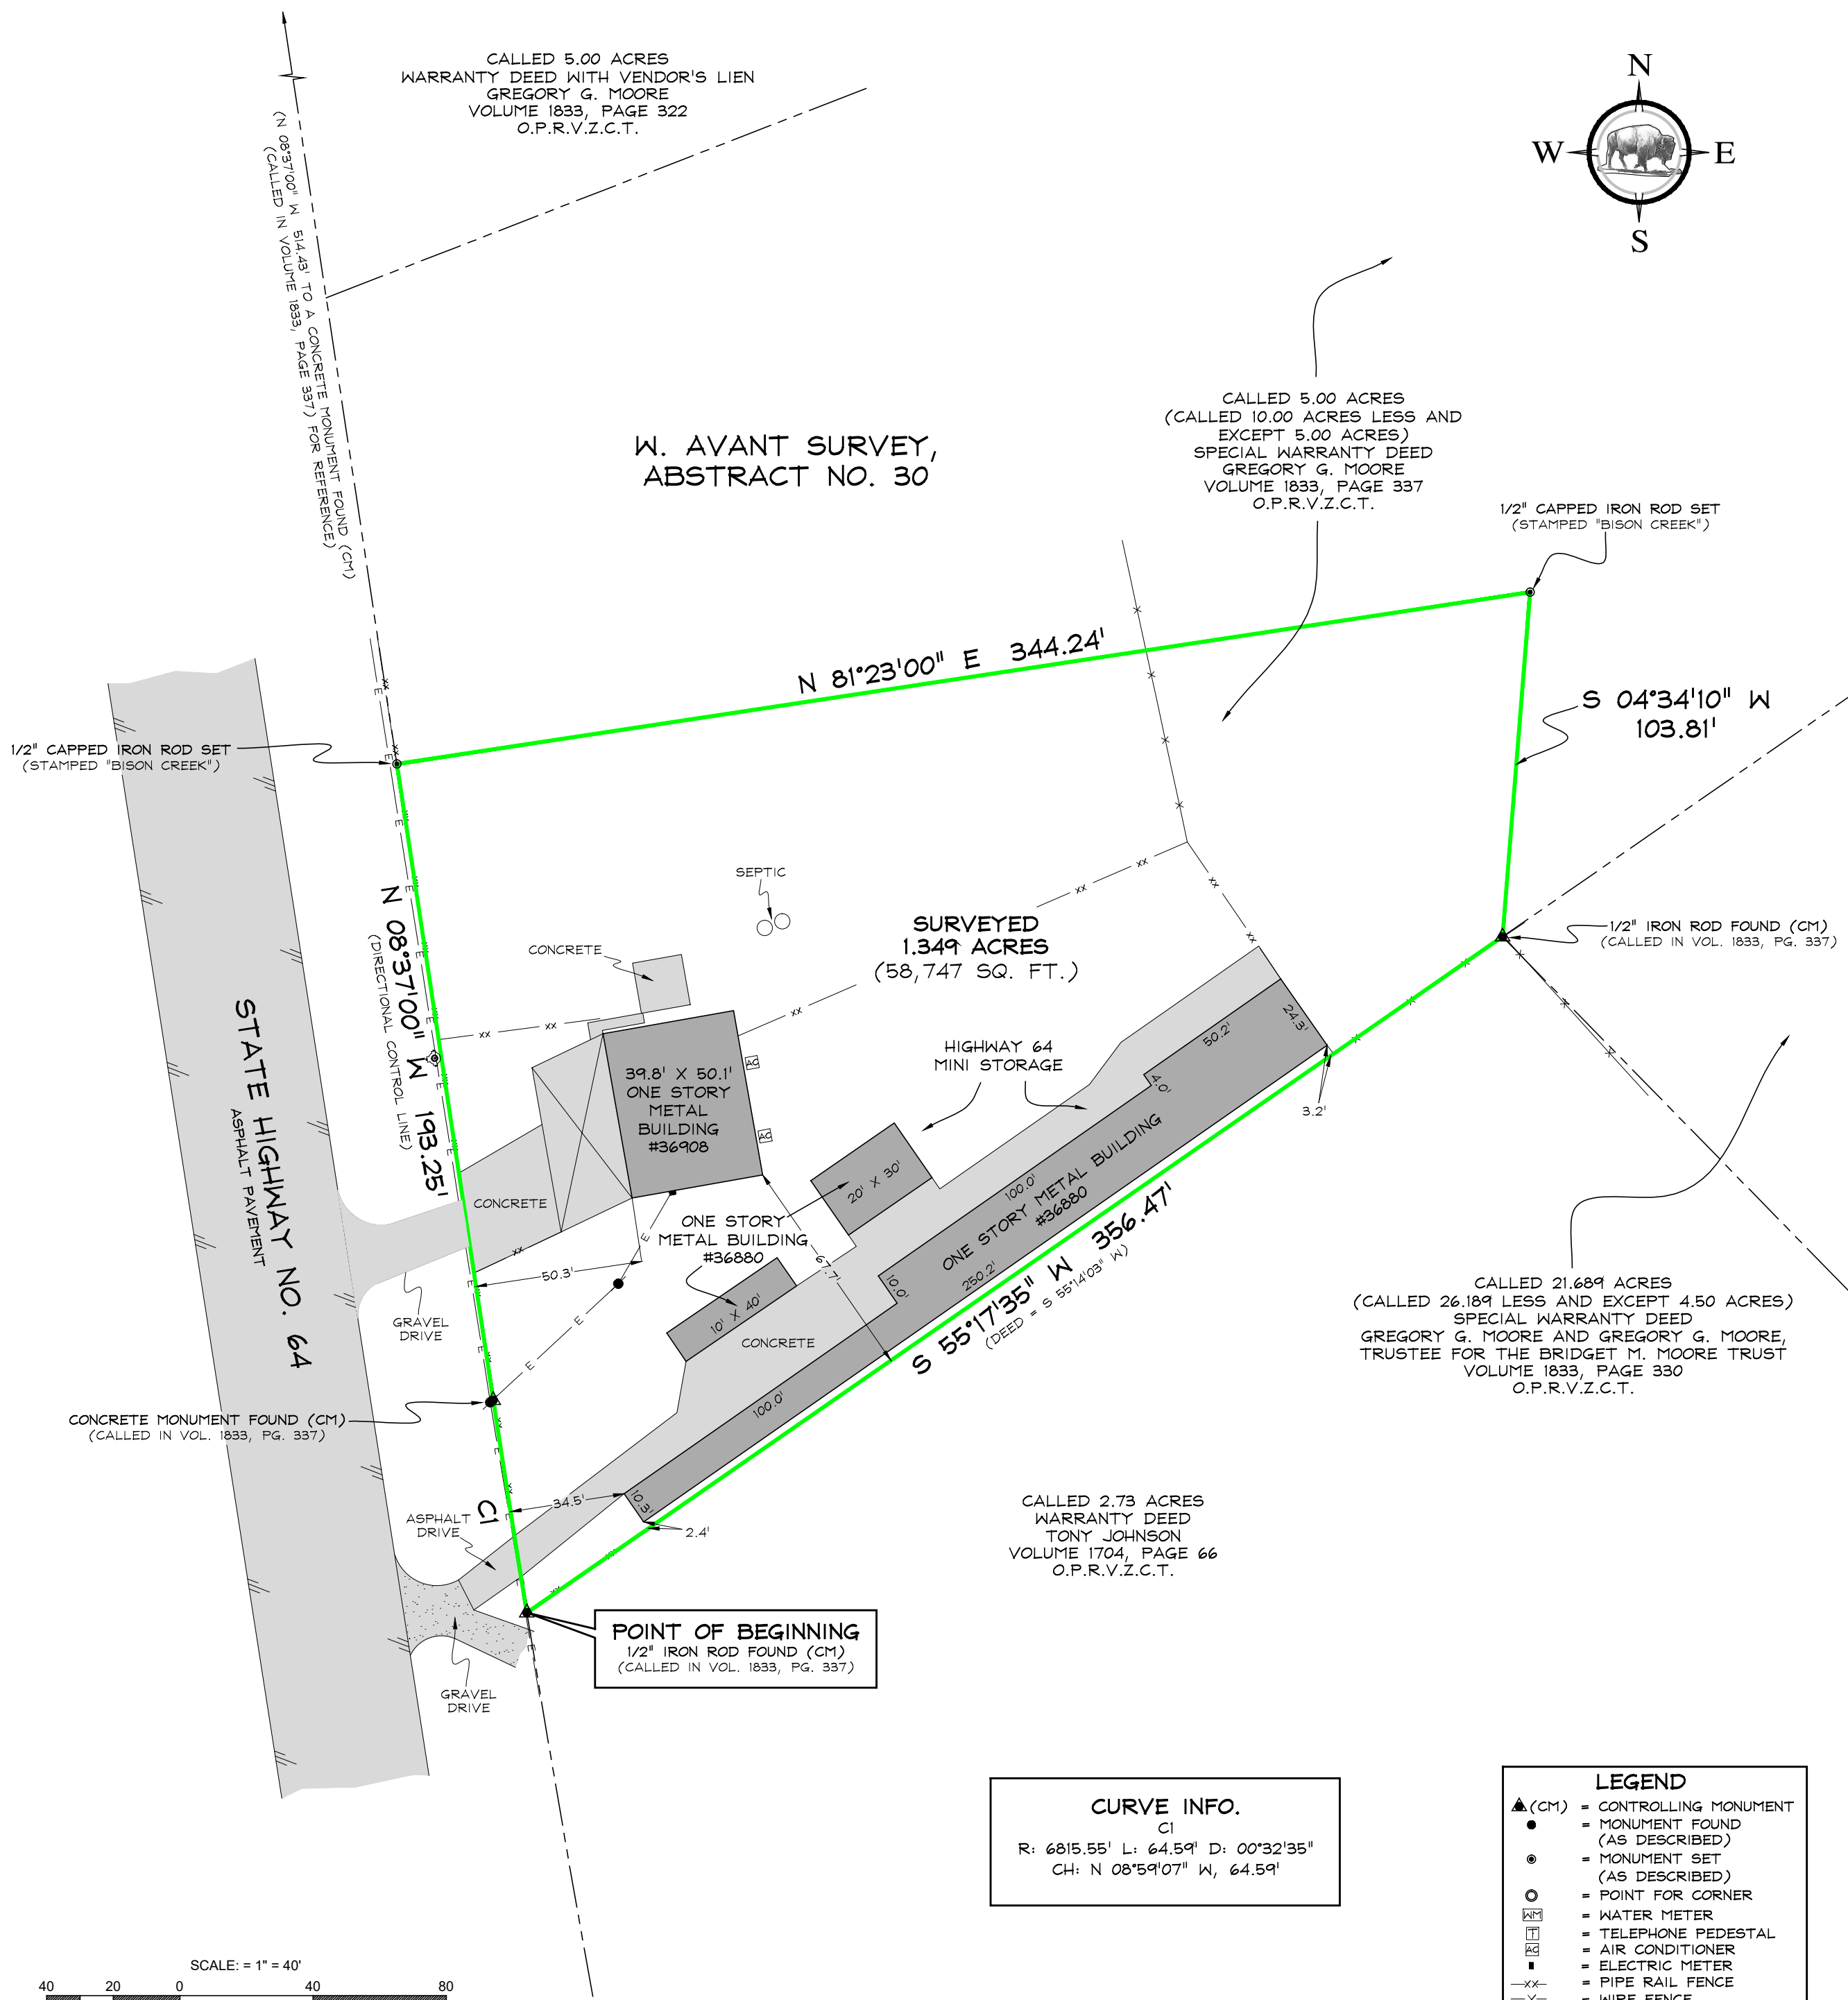 CALLED 5.00 ACRES
WARRANTY DEED WITH VENDOR'S LIEN
GREGORY G. MOORE
VOLUME 1833, PAGE 322
O.P.R.V.Z.C.T.
N
W
E
S
(N 08°37'00" W 514.43' TO A CONCRETE MONUMENT FOUND (CM)
(CALLED IN VOLUME 1833, PAGE 337) FOR REFERENCE)
W. AVANT SURVEY,
ABSTRACT NO. 30
CALLED 5.00 ACRES
(CALLED 10.00 ACRES LESS AND
EXCEPT 5.00 ACRES)
SPECIAL WARRANTY DEED
GREGORY G. MOORE
VOLUME 1833, PAGE 337
O.P.R.V.Z.C.T.
1/2" CAPPED IRON ROD SET
(STAMPED "BISON CREEK")
N 81°23'00" E 344.24'
S 04°34'10" W
103.81'
1/2" CAPPED IRON ROD SET
(STAMPED "BISON CREEK")
N 08°37'00" W 193.25'
(DIRECTIONAL CONTROL LINE)
SEPTIC
SURVEYED
1.349 ACRES
(58,747 SQ. FT.)
1/2" IRON ROD FOUND (CM)
(CALLED IN VOL. 1833, PG. 337)
CONCRETE
STATE HIGHWAY NO. 64
ASPHALT PAVEMENT
39.8' X 50.1'
ONE STORY
METAL
BUILDING
#36908
AC
AC
HIGHWAY 64
MINI STORAGE
50.2'
24.3'
4.0'
3.2'
20' X 30'
100.0'
ONE STORY METAL BUILDING
#36880
250.2'
10.0'
CONCRETE
ONE STORY
METAL BUILDING
#36880
67.7'
50.3'
10' X 40'
CONCRETE
GRAVEL
DRIVE
S 55°17'35" W 356.47'
(DEED = S 55°14'03" W)
CALLED 21.689 ACRES
(CALLED 26.189 LESS AND EXCEPT 4.50 ACRES)
SPECIAL WARRANTY DEED
GREGORY G. MOORE AND GREGORY G. MOORE,
TRUSTEE FOR THE BRIDGET M. MOORE TRUST
VOLUME 1833, PAGE 330
O.P.R.V.Z.C.T.
CONCRETE MONUMENT FOUND (CM)
(CALLED IN VOL. 1833, PG. 337)
100.0'
10.3'
34.5'
2.4'
C1
ASPHALT
DRIVE
CALLED 2.73 ACRES
WARRANTY DEED
TONY JOHNSON
VOLUME 1704, PAGE 66
O.P.R.V.Z.C.T.
POINT OF BEGINNING
1/2" IRON ROD FOUND (CM)
(CALLED IN VOL. 1833, PG. 337)
GRAVEL
DRIVE
CURVE INFO.
C1
R: 6815.55' L: 64.59' D: 00°32'35"
CH: N 08°59'07" W, 64.59'
LEGEND
(CM) = CONTROLLING MONUMENT
= MONUMENT FOUND
(AS DESCRIBED)
= MONUMENT SET
(AS DESCRIBED)
= POINT FOR CORNER
WM = WATER METER
T = TELEPHONE PEDESTAL
AC = AIR CONDITIONER
= ELECTRIC METER
XX = PIPE RAIL FENCE
X = WIRE FENCE
SCALE: = 1" = 40'
40 20 0 40 80